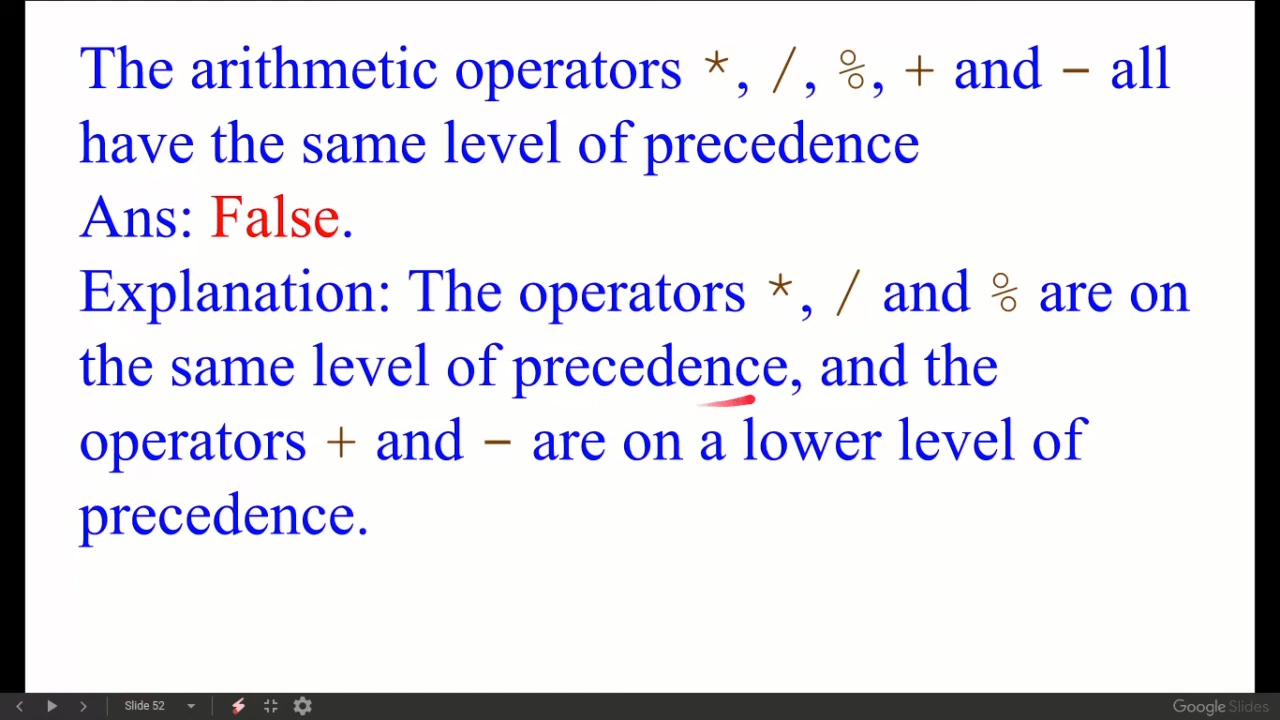 The arithmetic operators *, /, %, + and - all
have the same level of precedence
Ans: False.
Explanation: The operators *, / and % are on
the same level of precedence, and the
operators + and - are on a lower level of
precedence.
Slide 52
Google Slides